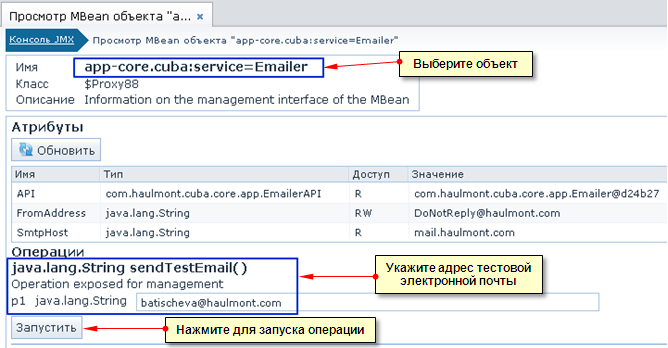 Просмотр MBean объекта "а...
Консоль JMX
Просмотр MBean объекта "app-core.cuba:service=Emailer"
Имя app-core.cuba:service=Emailer
Выберите объект
Класс $Proxy88
Описание Information on the management interface of the MBean
Атрибуты
Обновить
Имя Тип Доступ Значение
API com.haulmont.cuba.core.app.EmailerAPI R com.haulmont.cuba.core.app.Emailer@d24b27
FromAddress java.lang.String RW DoNotReply@haulmont.com
SmtpHost java.lang.String R mail.haulmont.com
Операции
java.lang.String sendTestEmail()
Operation exposed for management
p1 java.lang.String batischeva@haulmont.com
Укажите адрес тестовой
электронной почты
Запустить
Нажмите для запуска операции